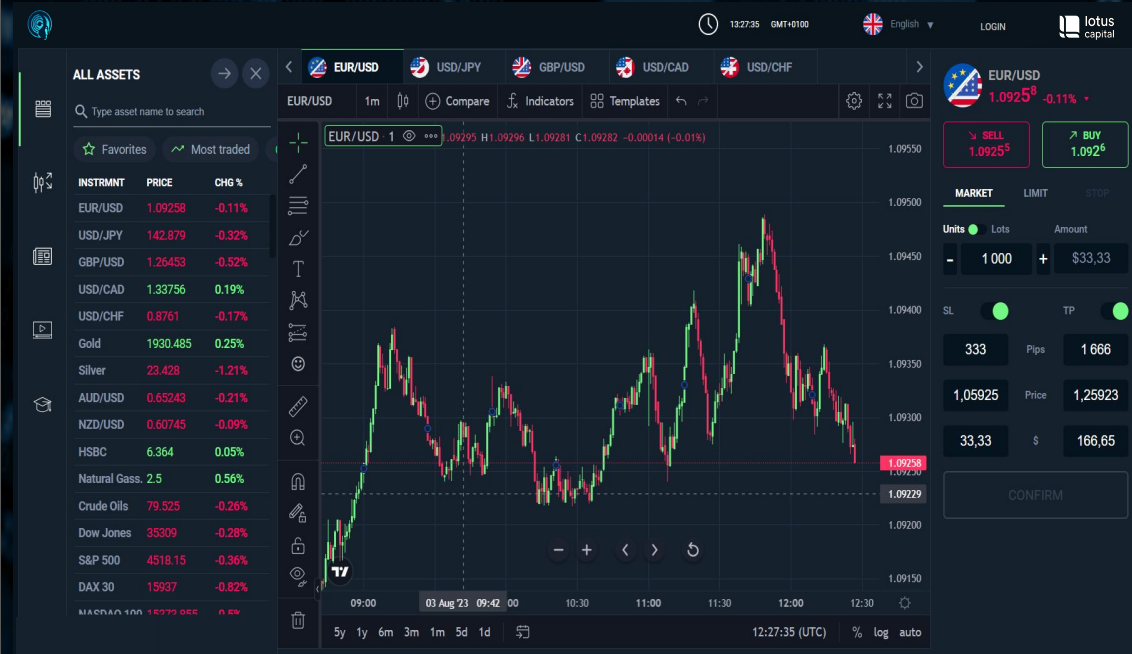 13:27:35 GMT+0100 English LOGIN lotus capital
ALL ASSETS
Type asset name to search
Favorites Most traded
INSTRMNT PRICE CHG %
EUR/USD 1.09258 -0.11%
USD/JPY 142.879 -0.32%
GBP/USD 1.26453 -0.52%
USD/CAD 1.33756 0.19%
USD/CHF 0.8761 -0.17%
Gold 1930.485 0.25%
Silver 23.428 -1.21%
AUD/USD 0.65243 -0.21%
NZD/USD 0.60745 -0.09%
HSBC 6.364 0.05%
Natural Gass. 2.5 0.56%
Crude Oils 79.525 -0.26%
Dow Jones 35309 -0.28%
S&P 500 4518.15 -0.36%
DAX 30 15937 -0.82%
NASDAQ 100 15372.855 -0.5%
EUR/USD USD/JPY GBP/USD USD/CAD USD/CHF
EUR/USD 1m Compare Indicators Templates
EUR/USD · 1 1.09295 H1.09296 L1.09281 C1.09282 -0.00014 (-0.01%)
1.09550
1.09500
1.09450
1.09400
1.09350
1.09300
1.09258
1.09250
1.09229
1.09200
1.09150
09:00 03 Aug '23 09:42 00 10:30 11:00 11:30 12:00 12:30
5y 1y 6m 3m 1m 5d 1d 12:27:35 (UTC) % log auto
EUR/USD
1.09258 -0.11%
SELL BUY
1.09255 1.0926
MARKET LIMIT STOP
Units Lots Amount
- 1 000 + $33,33
SL TP
333 Pips 1 666
1,05925 Price 1,25923
33,33 $ 166,65
CONFIRM